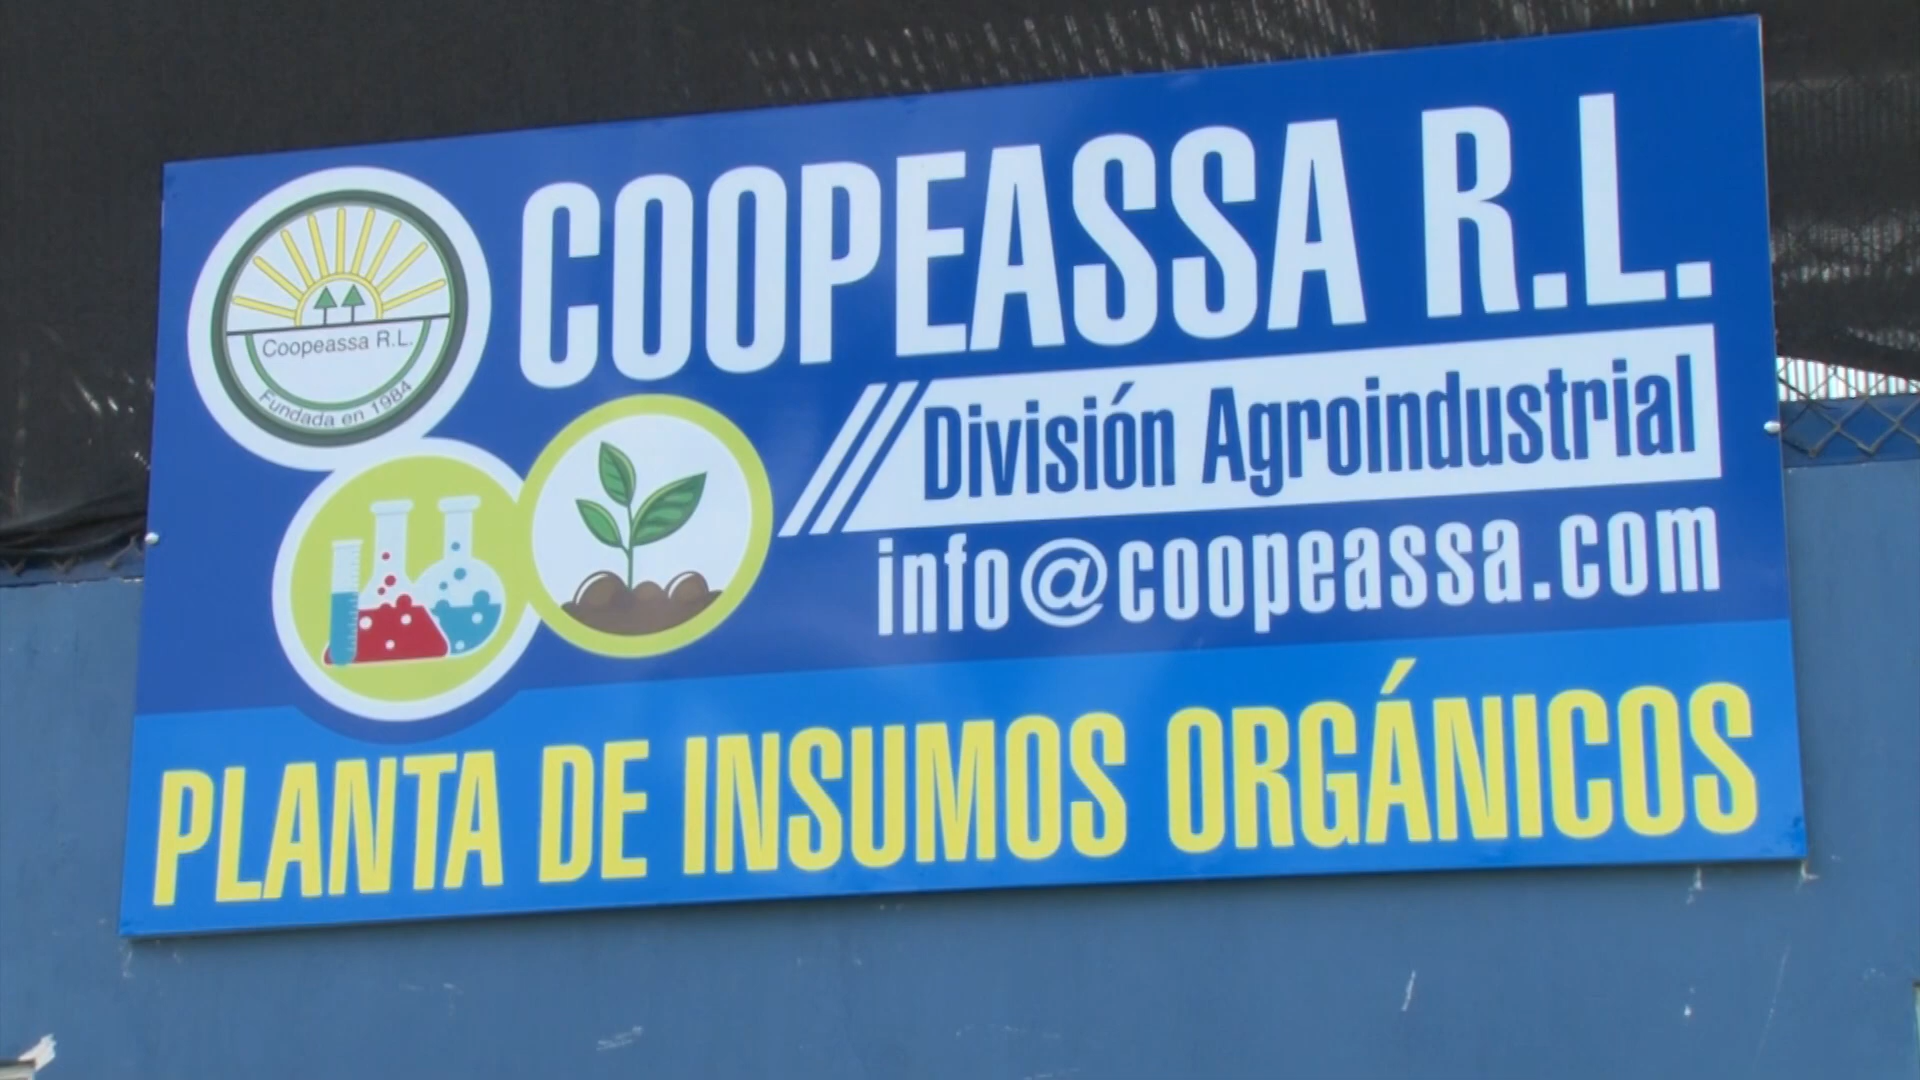 COOPEASSA R.L.
Coopeassa R.L.
Fundada en 1984
División Agroindustrial
info@coopeassa.com
PLANTA DE INSUMOS ORGÁNICOS